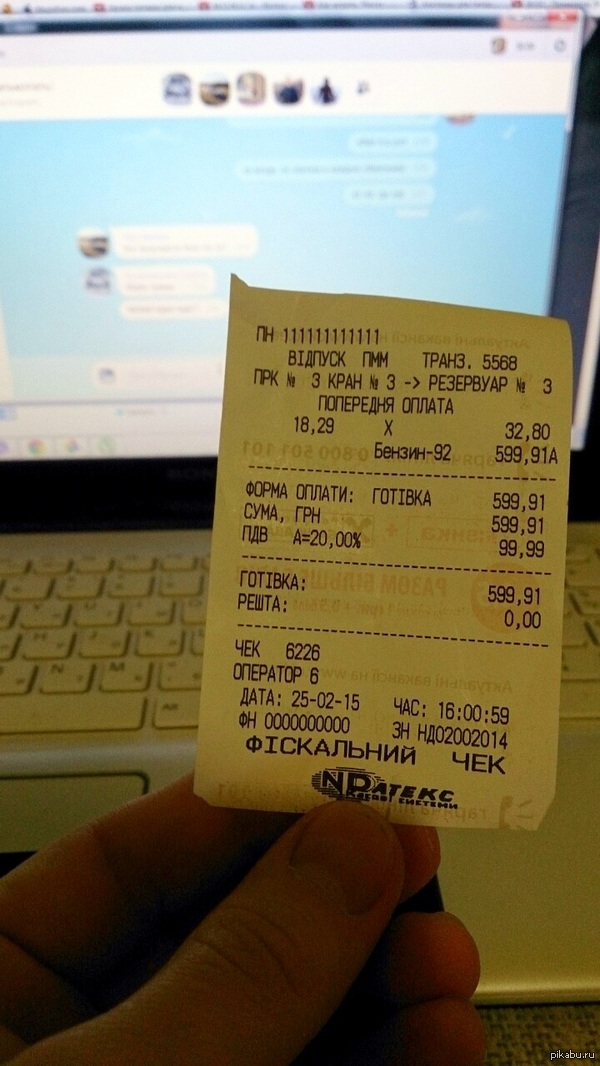 ПН 111111111111
ВІДПУСК ПММ ТРАНЗ. 5568
ПРК № 3 КРАН № 3 -> РЕЗЕРВУАР № 3
ПОПЕРЕДНЯ ОПЛАТА
18,29 X 32,80
Бензин-92 599,91А
ФОРМА ОПЛАТИ: ГОТІВКА 599,91
СУМА, ГРН 599,91
ПДВ А=20,00% 99,99
ГОТІВКА: 599,91
РЕШТА: 0,00
ЧЕК 6226
ОПЕРАТОР 6
ДАТА: 25-02-15 ЧАС: 16:00:59
ФН 0000000000 ЗН НД02002014
ФІСКАЛЬНИЙ ЧЕК
pikabu.ru